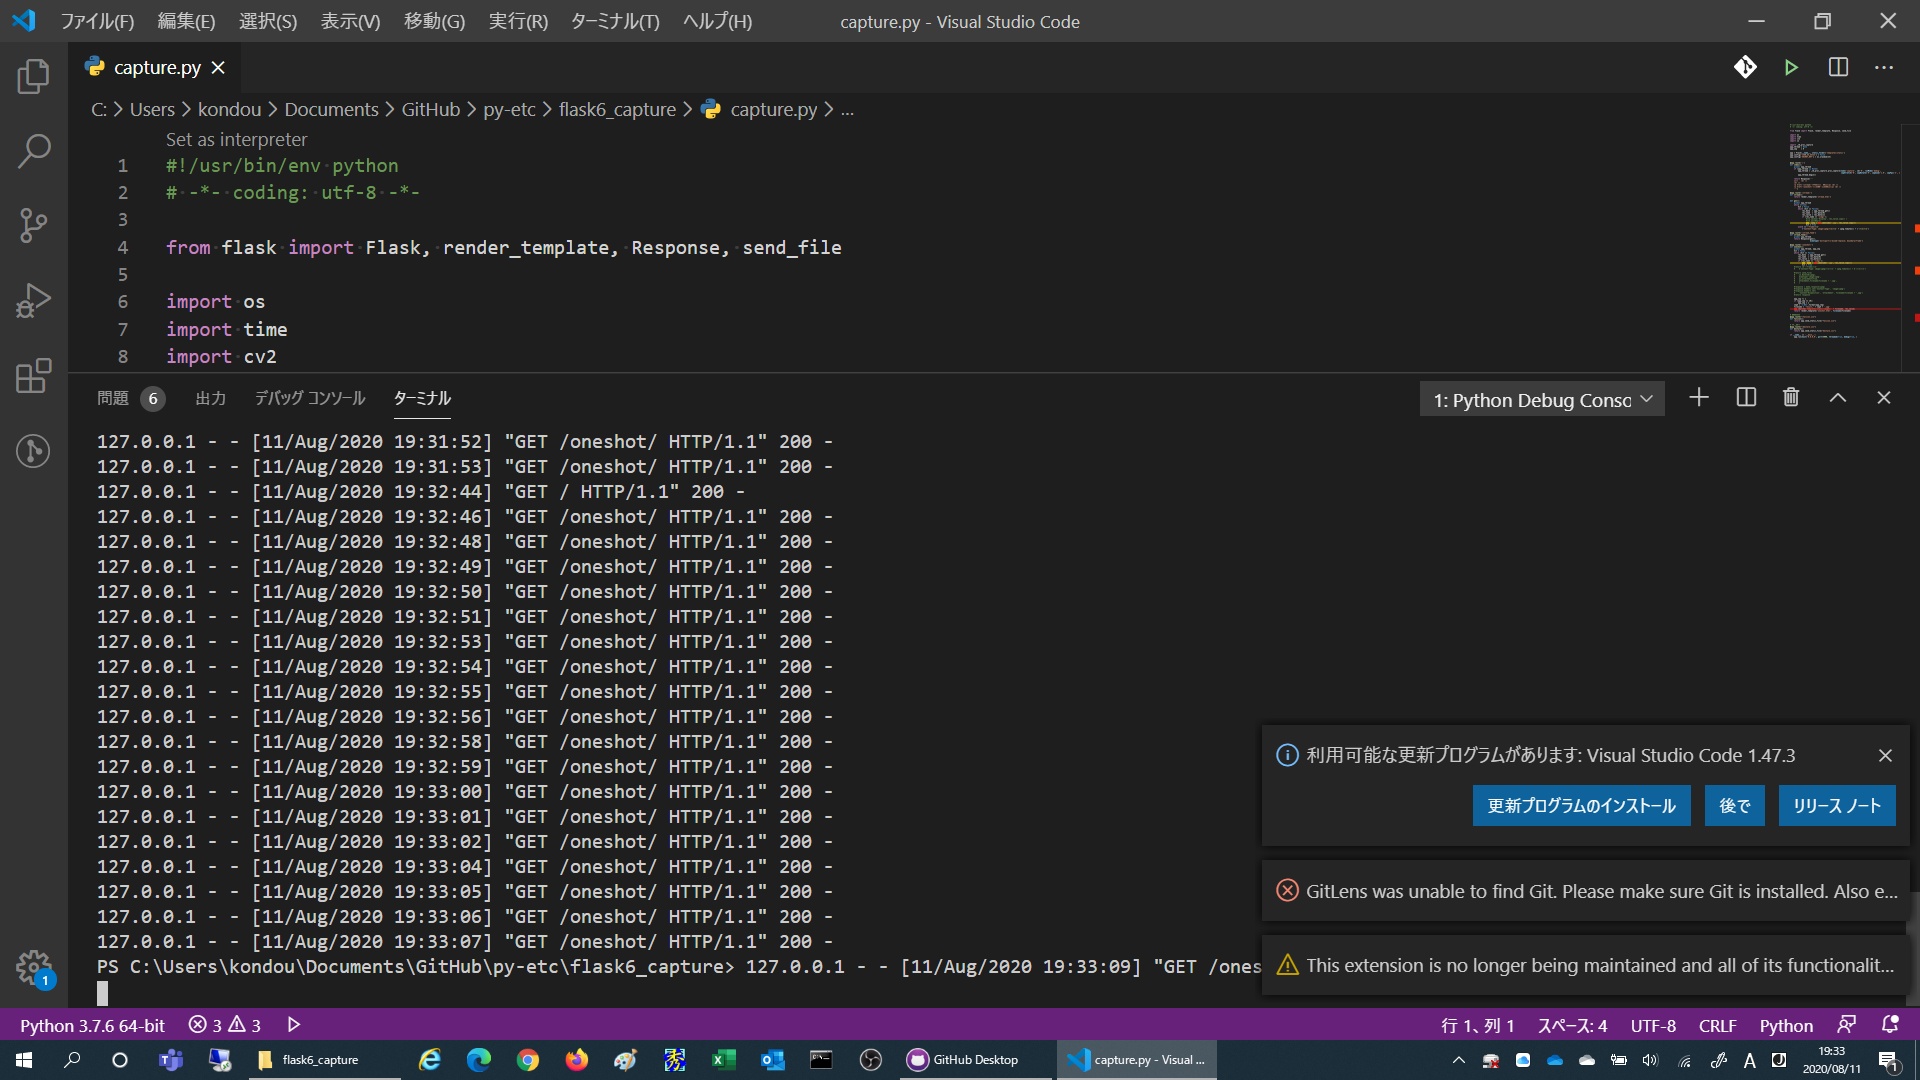 ファイル(F) 編集(E) 選択(S) 表示(V) 移動(G) 実行(R) ターミナル(T) ヘルプ(H) capture.py - Visual Studio Code
capture.py
C: > Users > kondou > Documents > GitHub > py-etc > flask6_capture > capture.py > ...
Set as interpreter
1 #!/usr/bin/env python
2 # -*- coding: utf-8 -*-
3
4 from flask import Flask, render_template, Response, send_file
5
6 import os
7 import time
8 import cv2
問題 6 出力 デバッグ コンソール ターミナル 1: Python Debug Conso
127.0.0.1 - - [11/Aug/2020 19:31:52] "GET /oneshot/ HTTP/1.1" 200 -
127.0.0.1 - - [11/Aug/2020 19:31:53] "GET /oneshot/ HTTP/1.1" 200 -
127.0.0.1 - - [11/Aug/2020 19:32:44] "GET / HTTP/1.1" 200 -
127.0.0.1 - - [11/Aug/2020 19:32:46] "GET /oneshot/ HTTP/1.1" 200 -
127.0.0.1 - - [11/Aug/2020 19:32:48] "GET /oneshot/ HTTP/1.1" 200 -
127.0.0.1 - - [11/Aug/2020 19:32:49] "GET /oneshot/ HTTP/1.1" 200 -
127.0.0.1 - - [11/Aug/2020 19:32:50] "GET /oneshot/ HTTP/1.1" 200 -
127.0.0.1 - - [11/Aug/2020 19:32:51] "GET /oneshot/ HTTP/1.1" 200 -
127.0.0.1 - - [11/Aug/2020 19:32:53] "GET /oneshot/ HTTP/1.1" 200 -
127.0.0.1 - - [11/Aug/2020 19:32:54] "GET /oneshot/ HTTP/1.1" 200 -
127.0.0.1 - - [11/Aug/2020 19:32:55] "GET /oneshot/ HTTP/1.1" 200 -
127.0.0.1 - - [11/Aug/2020 19:32:56] "GET /oneshot/ HTTP/1.1" 200 -
127.0.0.1 - - [11/Aug/2020 19:32:58] "GET /oneshot/ HTTP/1.1" 200 -
127.0.0.1 - - [11/Aug/2020 19:32:59] "GET /oneshot/ HTTP/1.1" 200 -
127.0.0.1 - - [11/Aug/2020 19:33:00] "GET /oneshot/ HTTP/1.1" 200 -
127.0.0.1 - - [11/Aug/2020 19:33:01] "GET /oneshot/ HTTP/1.1" 200 -
127.0.0.1 - - [11/Aug/2020 19:33:02] "GET /oneshot/ HTTP/1.1" 200 -
127.0.0.1 - - [11/Aug/2020 19:33:04] "GET /oneshot/ HTTP/1.1" 200 -
127.0.0.1 - - [11/Aug/2020 19:33:05] "GET /oneshot/ HTTP/1.1" 200 -
127.0.0.1 - - [11/Aug/2020 19:33:06] "GET /oneshot/ HTTP/1.1" 200 -
127.0.0.1 - - [11/Aug/2020 19:33:07] "GET /oneshot/ HTTP/1.1" 200 -
PS C:\Users\kondou\Documents\GitHub\py-etc\flask6_capture> 127.0.0.1 - - [11/Aug/2020 19:33:09] "GET /ones
利用可能な更新プログラムがあります: Visual Studio Code 1.47.3
更新プログラムのインストール 後で リリース ノート
GitLens was unable to find Git. Please make sure Git is installed. Also e...
This extension is no longer being maintained and all of its functionalit...
1
Python 3.7.6 64-bit 3 3 行 1、列 1 スペース: 4 UTF-8 CRLF Python
flask6_capture GitHub Desktop capture.py - Visual ... A 19:33
2020/08/11 1